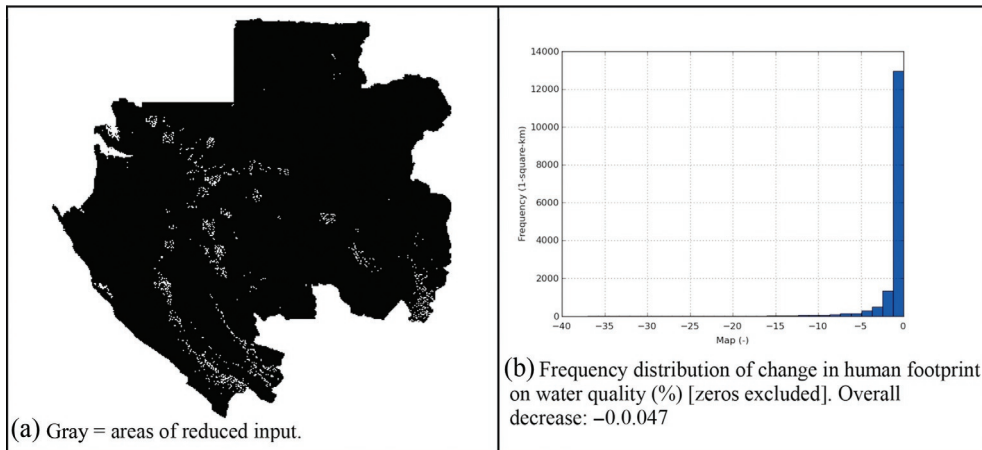 (a) Gray = areas of reduced input.
14000
12000
10000
8000
6000
4000
2000
0
Frequency (1-square-km)
−40
−35
−30
−25
−20
−15
−10
−5
0
Map (-)
(b) Frequency distribution of change in human footprint
on water quality (%) [zeros excluded]. Overall
decrease: −0.0.047